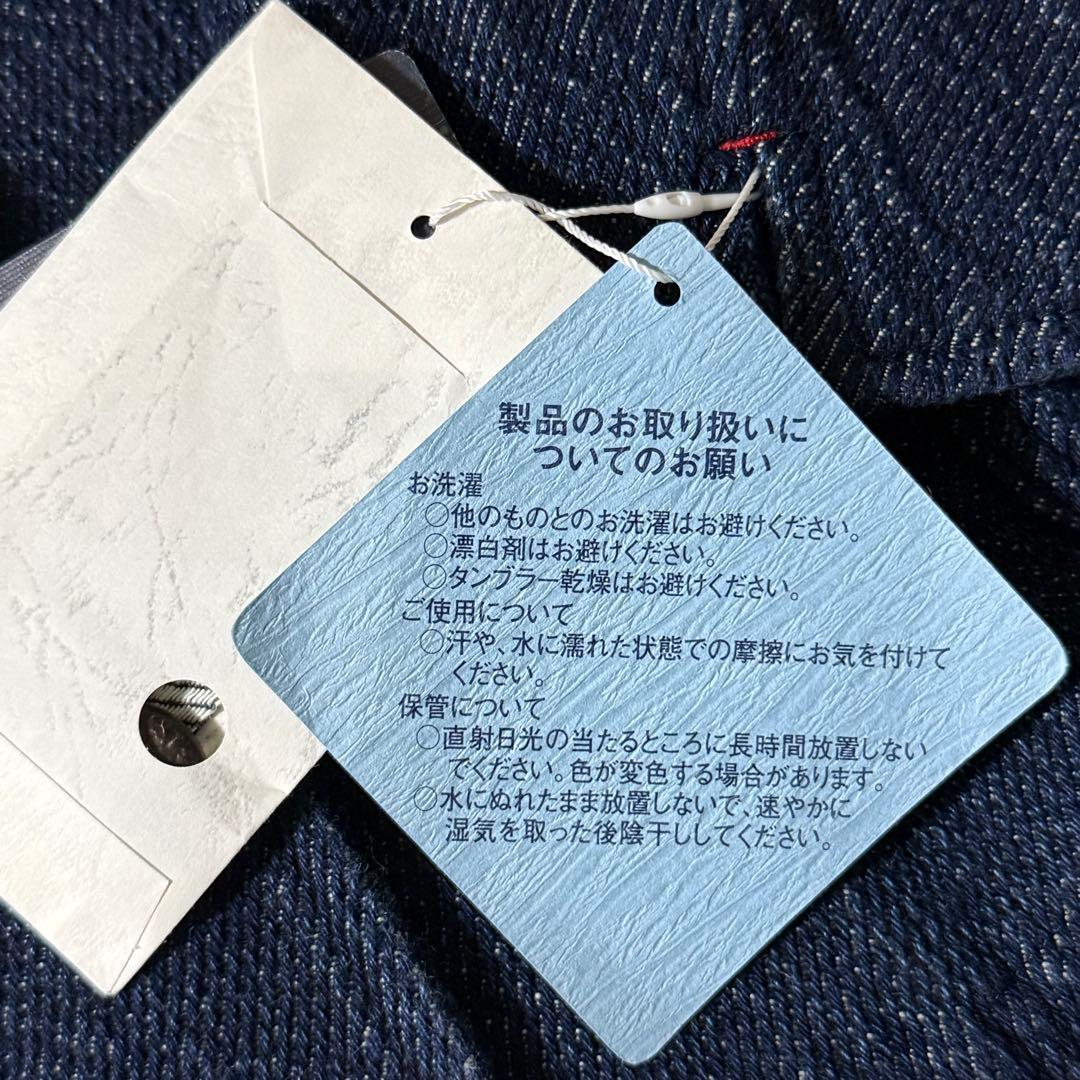 製品のお取り扱いに
ついてのお願い
お洗濯
○他のものとのお洗濯はお避けください。
○漂白剤はお避けください。
○タンブラー乾燥はお避けください。
ご使用について
○汗や、水に濡れた状態での摩擦にお気を付けて
ください。
保管について
○直射日光の当たるところに長時間放置しない
でください。色が変色する場合があります。
○水にぬれたまま放置しないで、速やかに
湿気を取った後陰干ししてください。